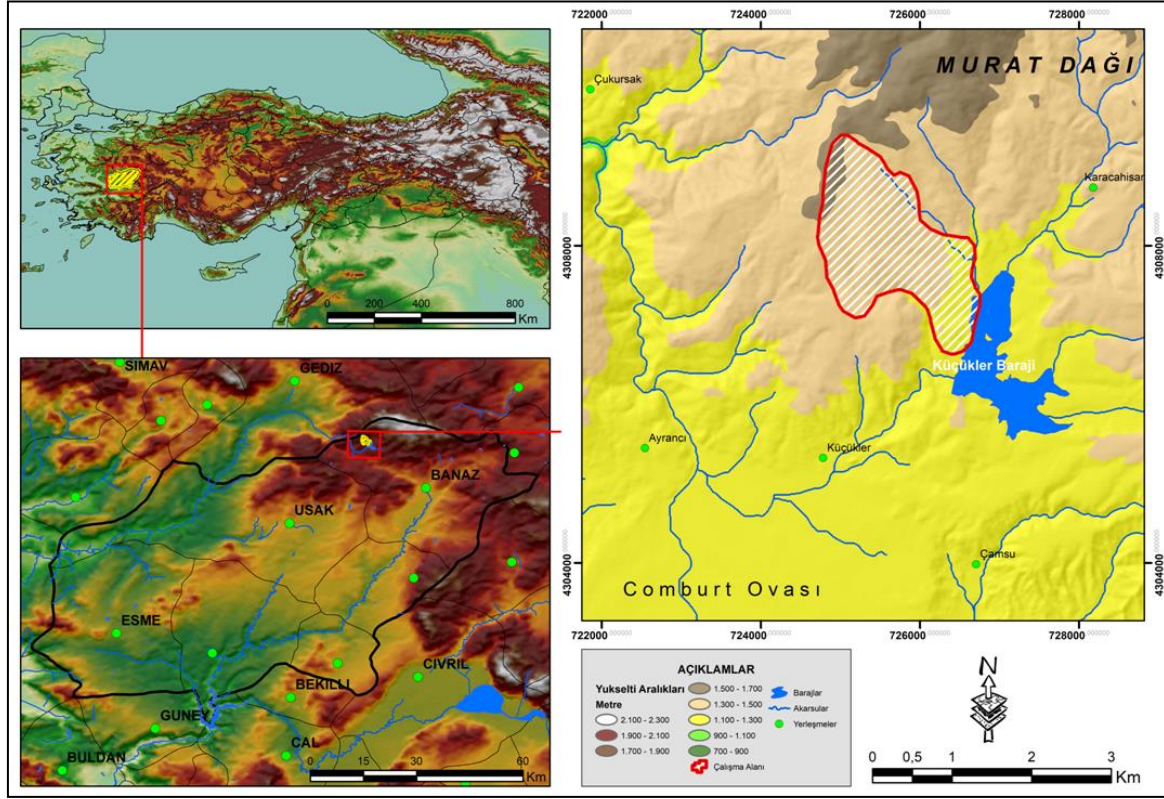 0 200 400 800
Km
SIMAV
GEDIZ
BANAZ
USAK
ESME
CIVRIL
BEKILLI
GUNEY
CAL
BULDAN
0 15 30 60
Km
722000 724000 726000 728000
MURAT DAĞI
Çukursak
Karacahisar
4308000
4308000
Küçükler Barajı
Ayrancı
Küçükler
Çamsu
4304000
4304000
Comburt Ovası
722000 724000 726000 728000
AÇIKLAMLAR
Yukselti Aralıkları
Metre
2.100 - 2.300
1.900 - 2.100
1.700 - 1.900
1.500 - 1.700
1.300 - 1.500
1.100 - 1.300
900 - 1.100
700 - 900
Çalışma Alanı
Barajlar
Akarsular
Yerleşmeler
N
0 0,5 1 2 3
Km